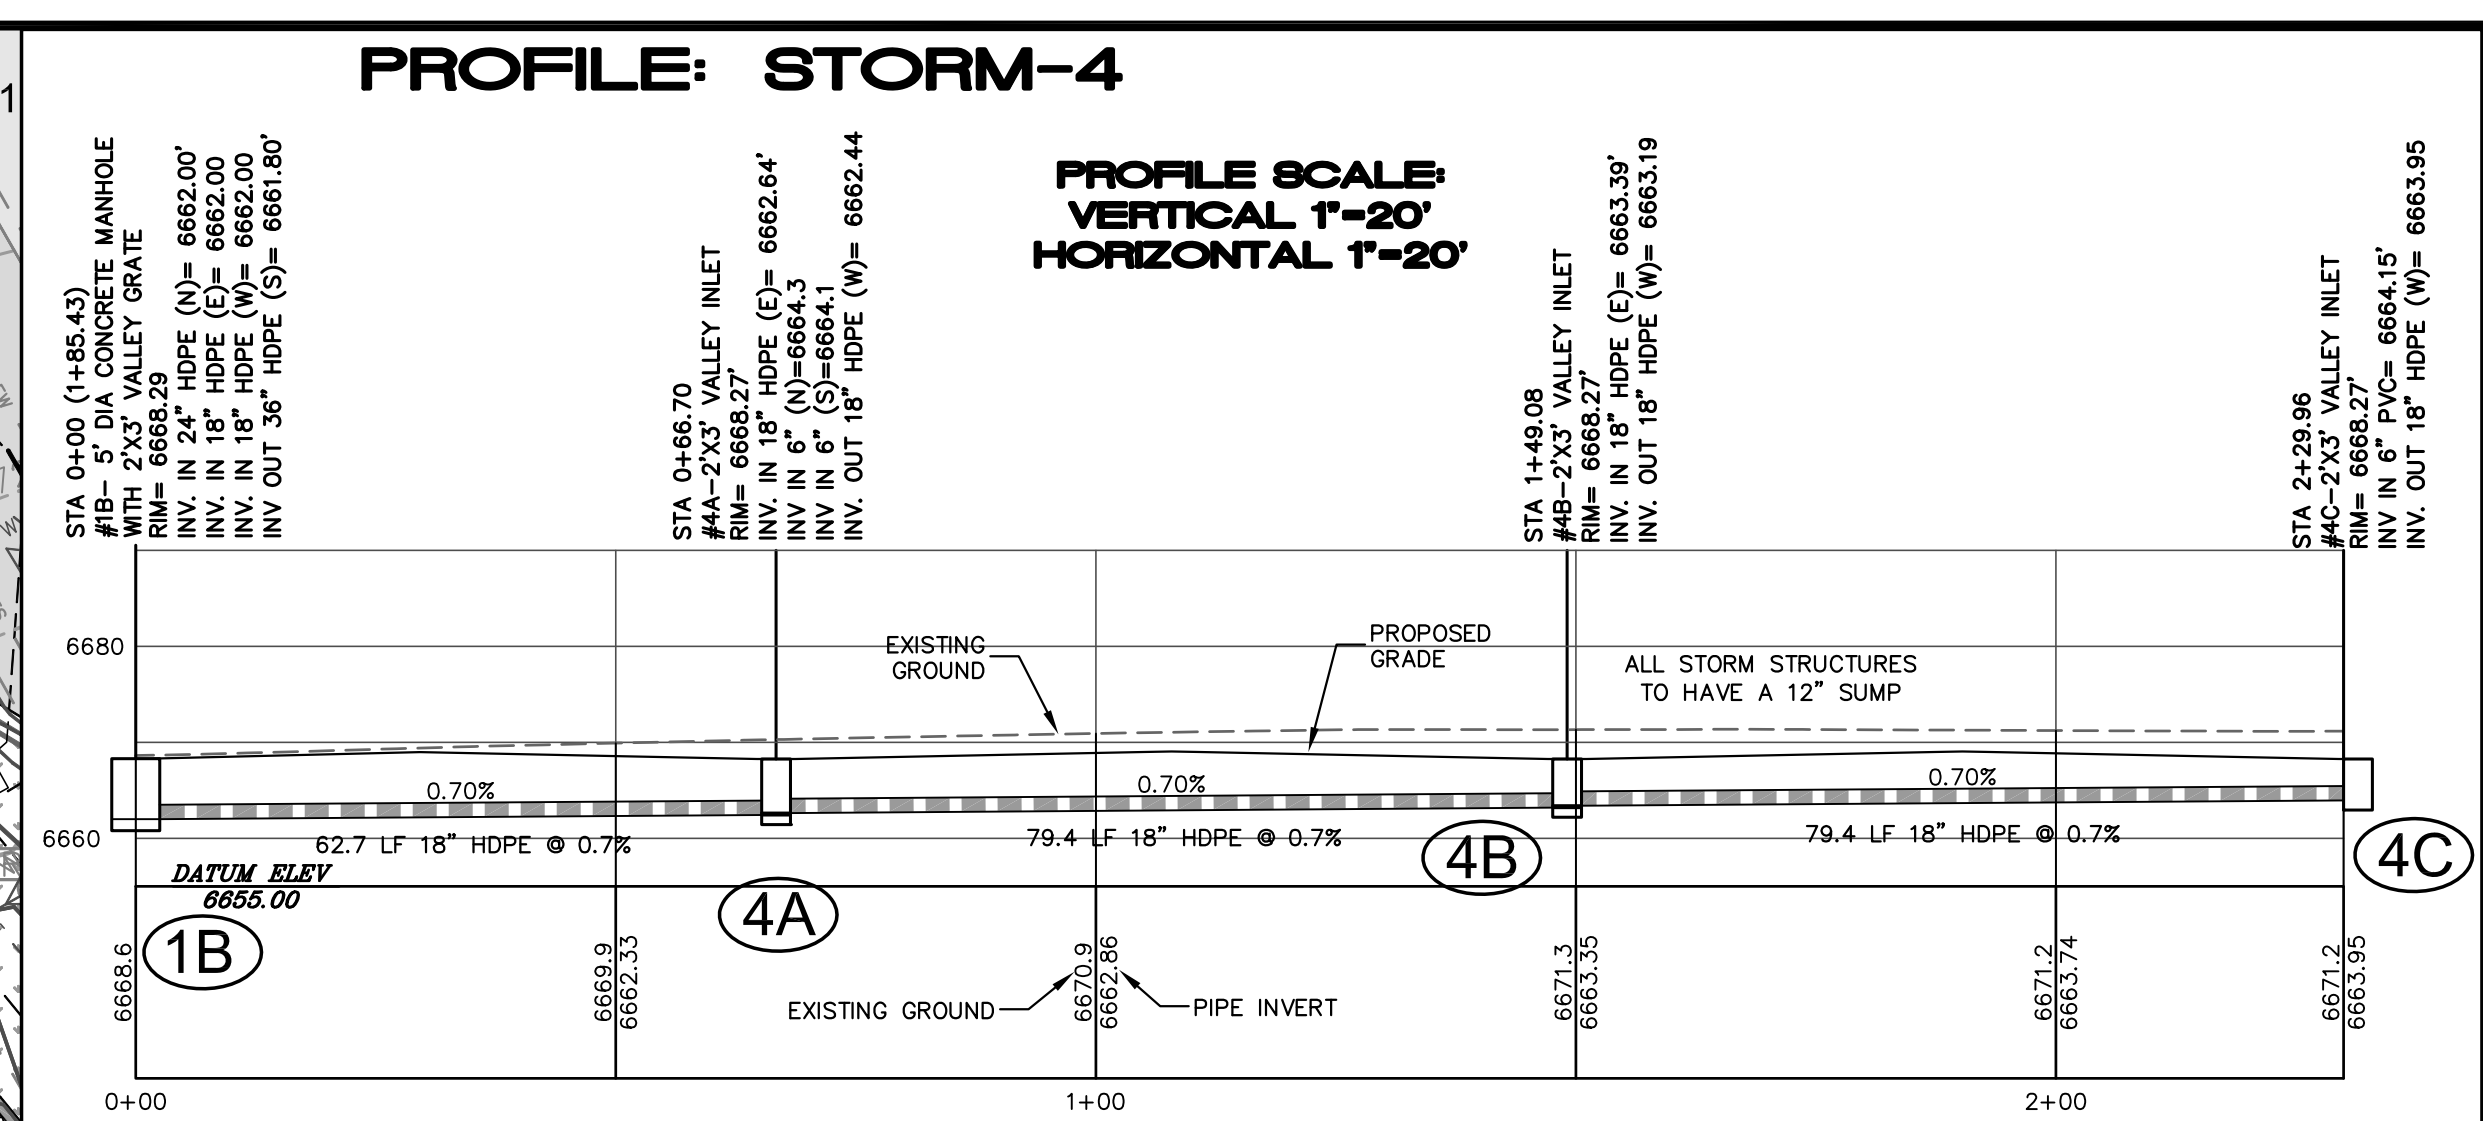 1
PROFILE: STORM-4
PROFILE SCALE:
VERTICAL 1"=20'
HORIZONTAL 1"=20'
STA 0+00 (1+85.43)
#1B- 5' DIA CONCRETE MANHOLE
WITH 2'X3' VALLEY GRATE
RIM= 6668.29
INV. IN 24" HDPE (N)= 6662.00'
INV. IN 18" HDPE (E)= 6662.00
INV. IN 18" HDPE (W)= 6662.00
INV OUT 36" HDPE (S)= 6661.80'
STA 0+66.70
#4A-2'X3' VALLEY INLET
RIM= 6668.27'
INV. IN 18" HDPE (E)= 6662.64'
INV IN 6" (N)=6664.3
INV IN 6" (S)=6664.1
INV. OUT 18" HDPE (W)= 6662.44
STA 1+49.08
#4B-2'X3' VALLEY INLET
RIM= 6668.27'
INV. IN 18" HDPE (E)= 6663.39'
INV. OUT 18" HDPE (W)= 6663.19
STA 2+29.96
#4C-2'X3' VALLEY INLET
RIM= 6668.27'
INV IN 6" PVC= 6664.15'
INV. OUT 18" HDPE (W)= 6663.95
6680
EXISTING
GROUND
PROPOSED
GRADE
ALL STORM STRUCTURES
TO HAVE A 12" SUMP
0.70%
0.70%
0.70%
6660
62.7 LF 18" HDPE @ 0.7%
79.4 LF 18" HDPE @ 0.7%
79.4 LF 18" HDPE @ 0.7%
DATUM ELEV
6655.00
1B
4A
4B
4C
6668.6
6669.9
6662.33
EXISTING GROUND
6670.9
6662.86
PIPE INVERT
6671.3
6663.35
6671.2
6663.74
6671.2
6663.95
0+00
1+00
2+00